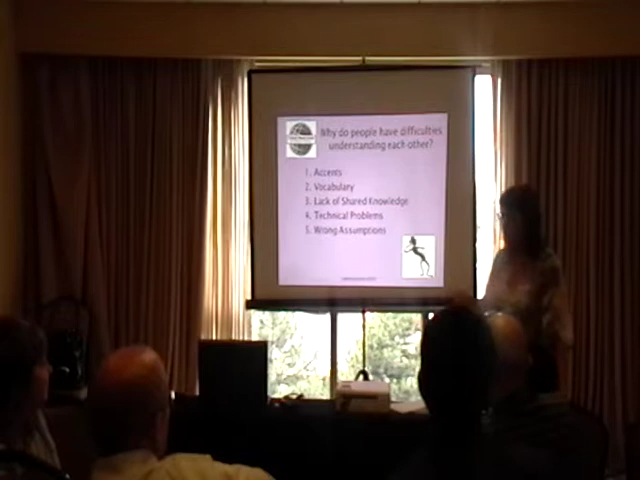 Why do people have difficulties
understanding each other?
1. Accents
2. Vocabulary
3. Lack of Shared Knowledge
4. Technical Problems
5. Wrong Assumptions